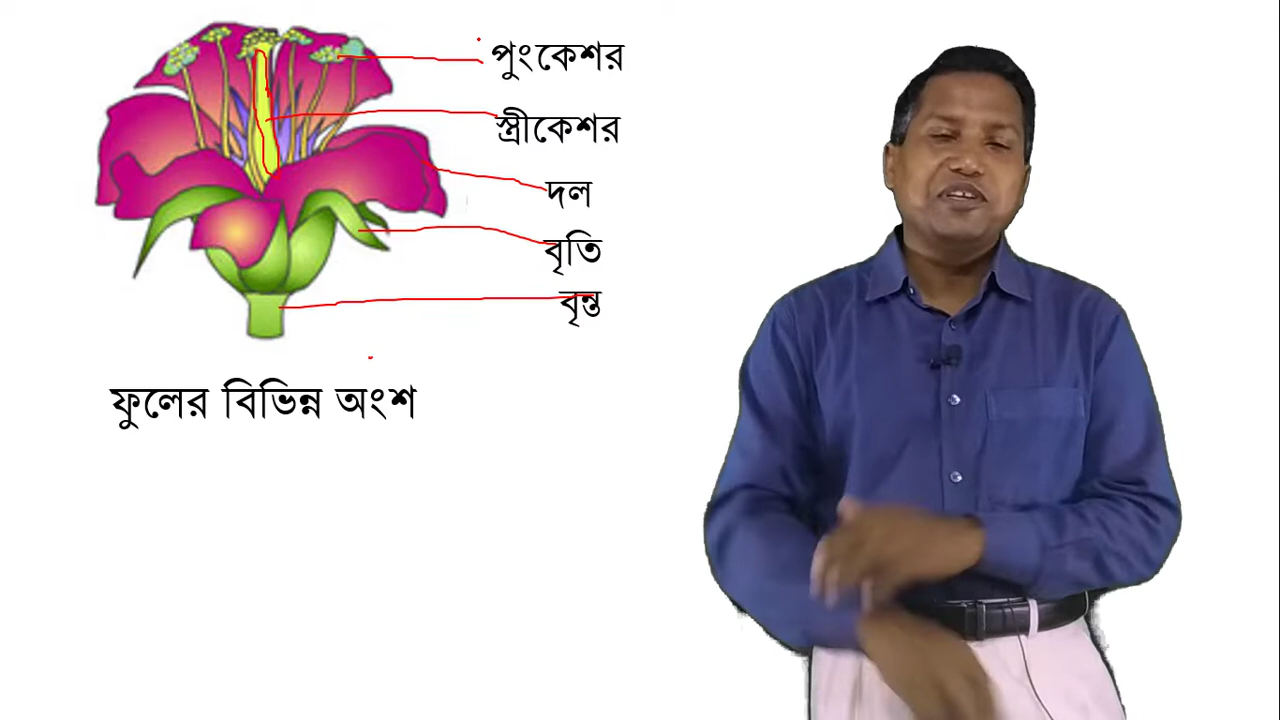 পুংকেশর
স্ত্রীকেশর
দল
বৃতি
বৃন্ত
ফুলের বিভিন্ন অংশ